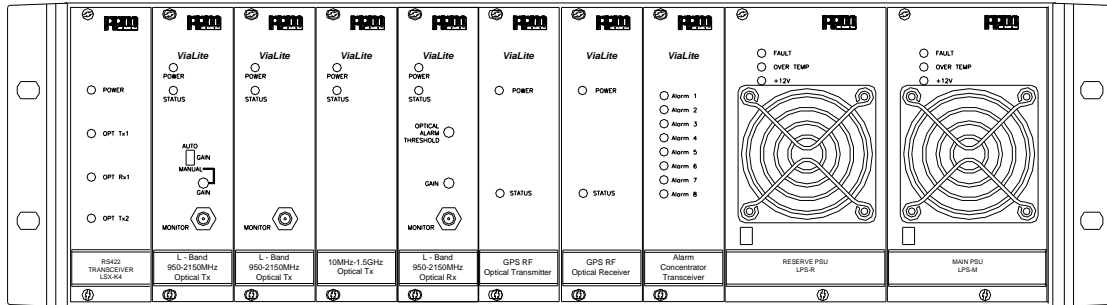 PPM
POWER
OPT Tx1
OPT Rx1
OPT Tx2
RS422
TRANSCEIVER
LSX-K4
PPM
ViaLite
POWER
STATUS
AUTO
GAIN
MANUAL
GAIN
MONITOR
L - Band
950-2150MHz
Optical Tx
PPM
ViaLite
POWER
STATUS
MONITOR
L - Band
950-2150MHz
Optical Tx
PPM
ViaLite
POWER
STATUS
10MHz-1.5GHz
Optical Tx
PPM
ViaLite
POWER
STATUS
OPTICAL
ALARM
THRESHOLD
GAIN
MONITOR
L - Band
950-2150MHz
Optical Rx
PPM
ViaLite
POWER
STATUS
GPS RF
Optical Transmitter
PPM
ViaLite
POWER
STATUS
GPS RF
Optical Receiver
PPM
ViaLite
Alarm 1
Alarm 2
Alarm 3
Alarm 4
Alarm 5
Alarm 6
Alarm 7
Alarm 8
Alarm
Concentrator
Transceiver
PPM
FAULT
OVER TEMP
+12V
RESERVE PSU
LPS-R
PPM
FAULT
OVER TEMP
+12V
MAIN PSU
LPS-M